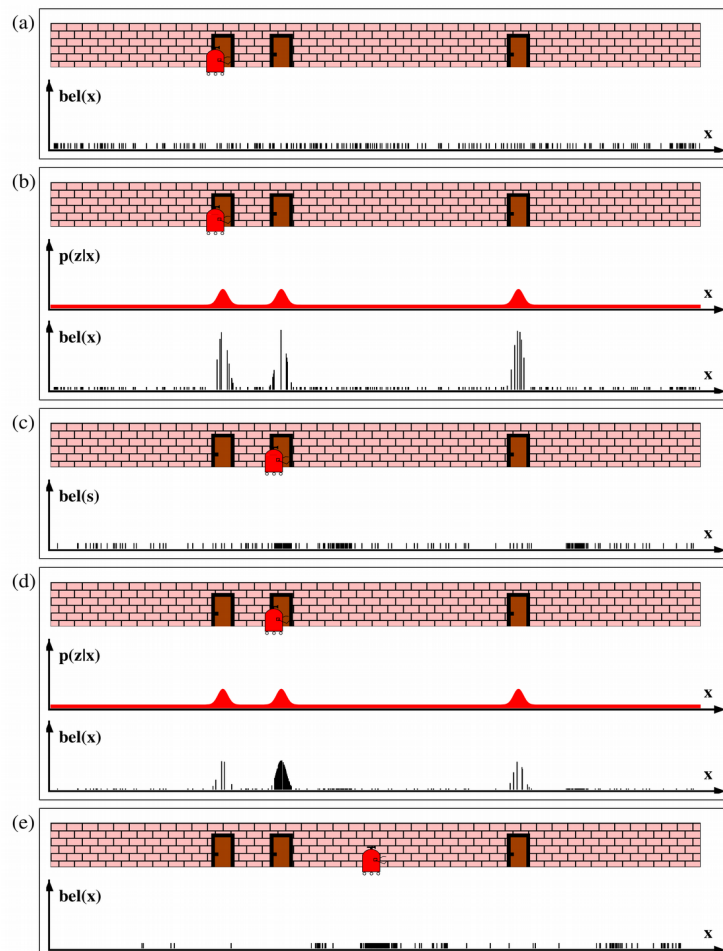 (a)
bel(x)
x
(b)
p(z|x)
x
bel(x)
x
(c)
bel(s)
x
(d)
p(z|x)
x
bel(x)
x
(e)
bel(x)
x